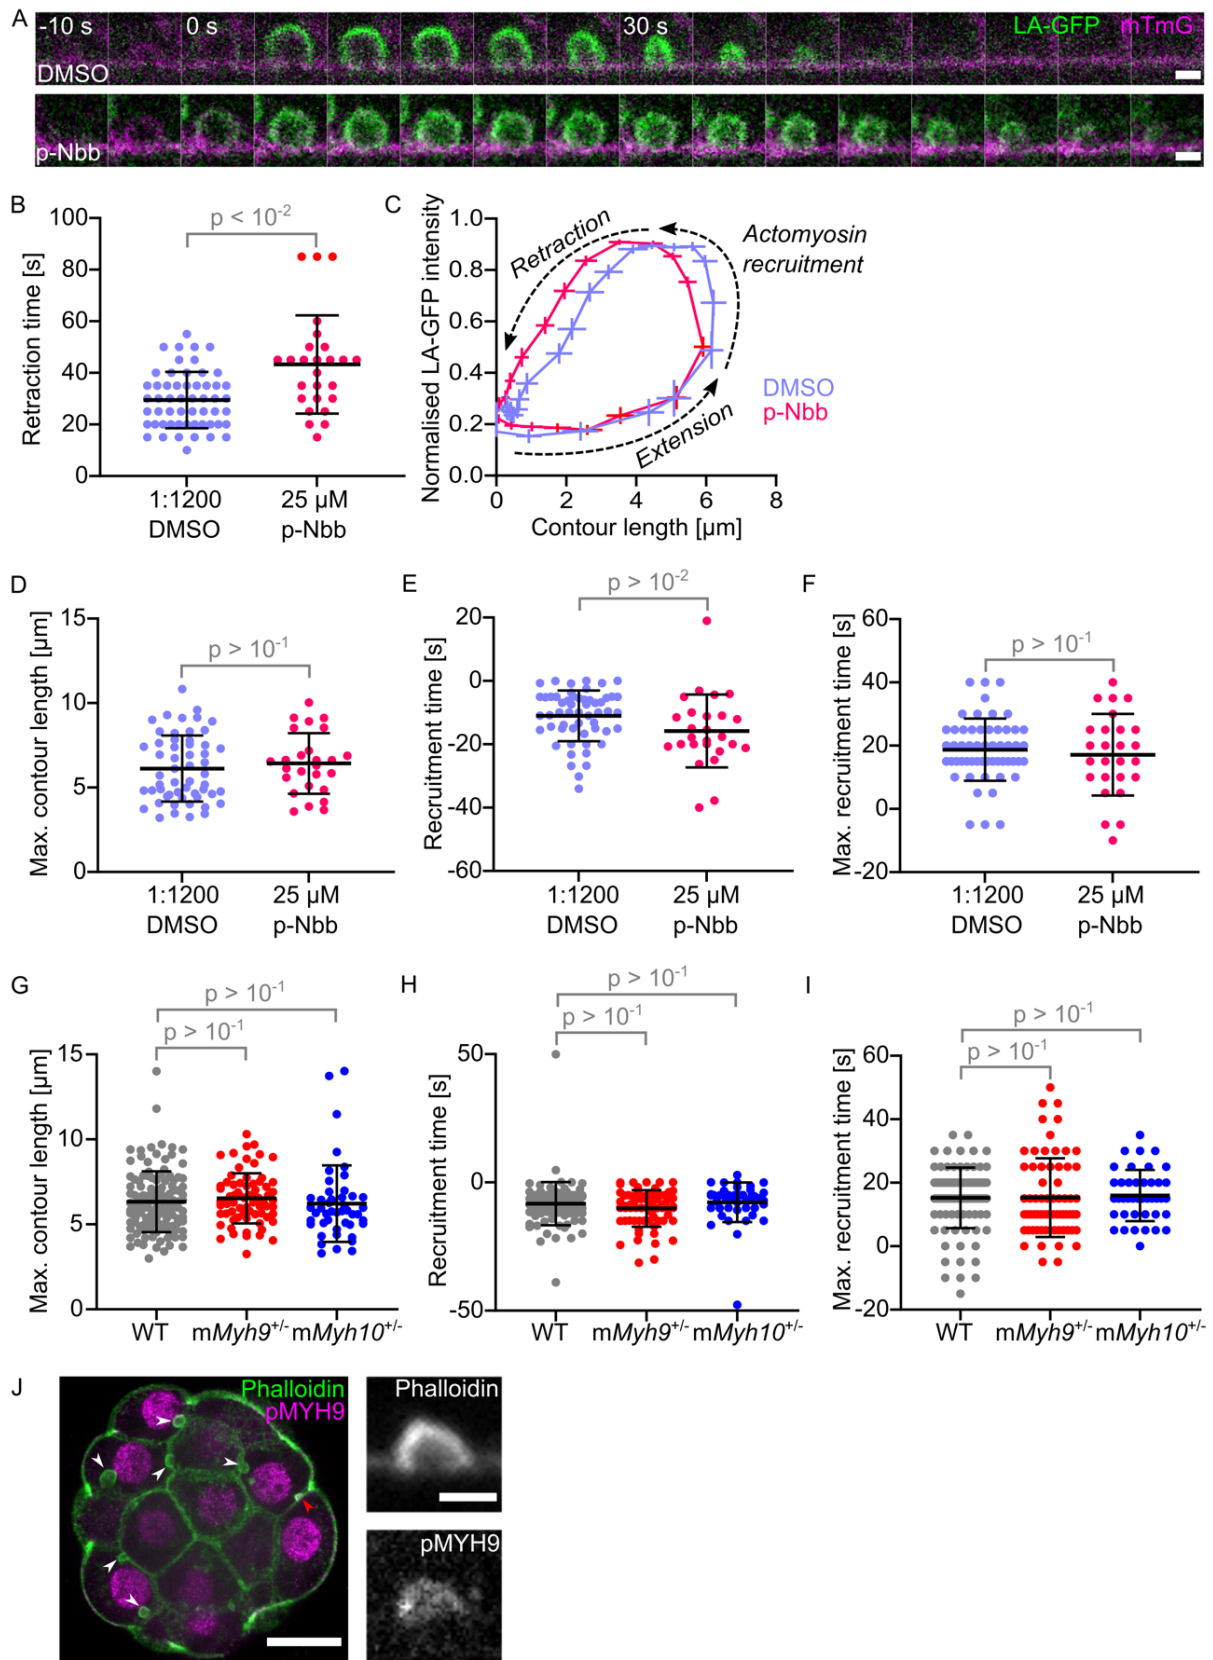 A
-10 s 0 s 30 s LA-GFP mTmG
DMSO
p-Nbb
B
p < 10-2
Retraction time [s]
100
80
60
40
20
0
1:1200
DMSO
25 µM
p-Nbb
C
Normalised LA-GFP intensity
1.0
0.8
0.6
0.4
0.2
0.0
Retraction
Actomyosin
recruitment
DMSO
p-Nbb
Extension
0 2 4 6 8
Contour length [µm]
D
p > 10-1
Max. contour length [µm]
15
10
5
0
1:1200
DMSO
25 µM
p-Nbb
E
p > 10-2
Recruitment time [s]
20
0
-20
-40
-60
1:1200
DMSO
25 µM
p-Nbb
F
p > 10-1
Max. recruitment time [s]
60
40
20
0
-20
1:1200
DMSO
25 µM
p-Nbb
G
p > 10-1
p > 10-1
Max. contour length [µm]
15
10
5
0
WT mMyh9+/- mMyh10+/-
H
p > 10-1
p > 10-1
Recruitment time [s]
50
0
-50
WT mMyh9+/- mMyh10+/-
I
p > 10-1
p > 10-1
Max. recruitment time [s]
60
40
20
0
-20
WT mMyh9+/- mMyh10+/-
J
Phalloidin
pMYH9
Phalloidin
pMYH9